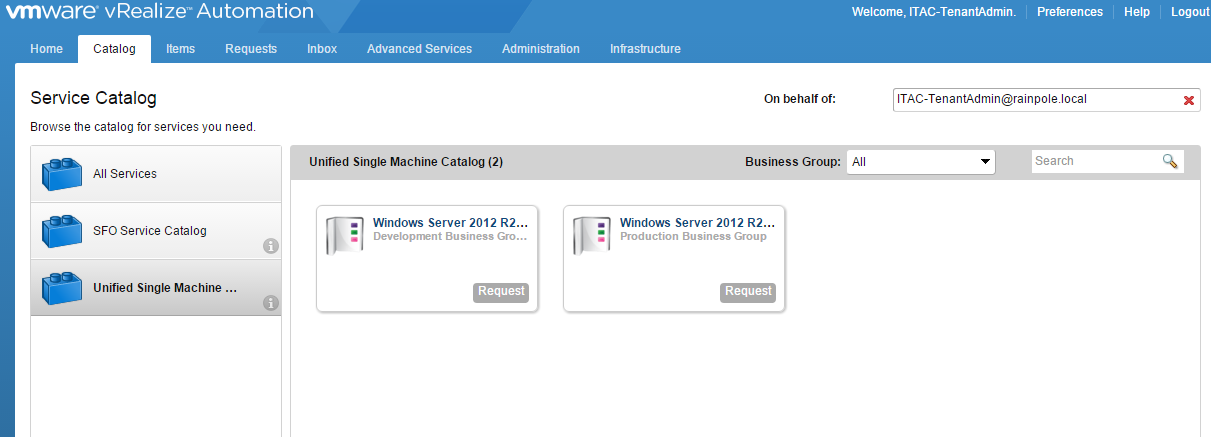 vmware vRealize™ Automation
Welcome, ITAC-TenantAdmin. Preferences Help Logout
Home Catalog Items Requests Inbox Advanced Services Administration Infrastructure
Service Catalog
On behalf of: ITAC-TenantAdmin@rainpole.local
Browse the catalog for services you need.
All Services
SFO Service Catalog
Unified Single Machine ...
Unified Single Machine Catalog (2)
Business Group: All
Search
Windows Server 2012 R2...
Development Business Gro...
Request
Windows Server 2012 R2...
Production Business Group
Request